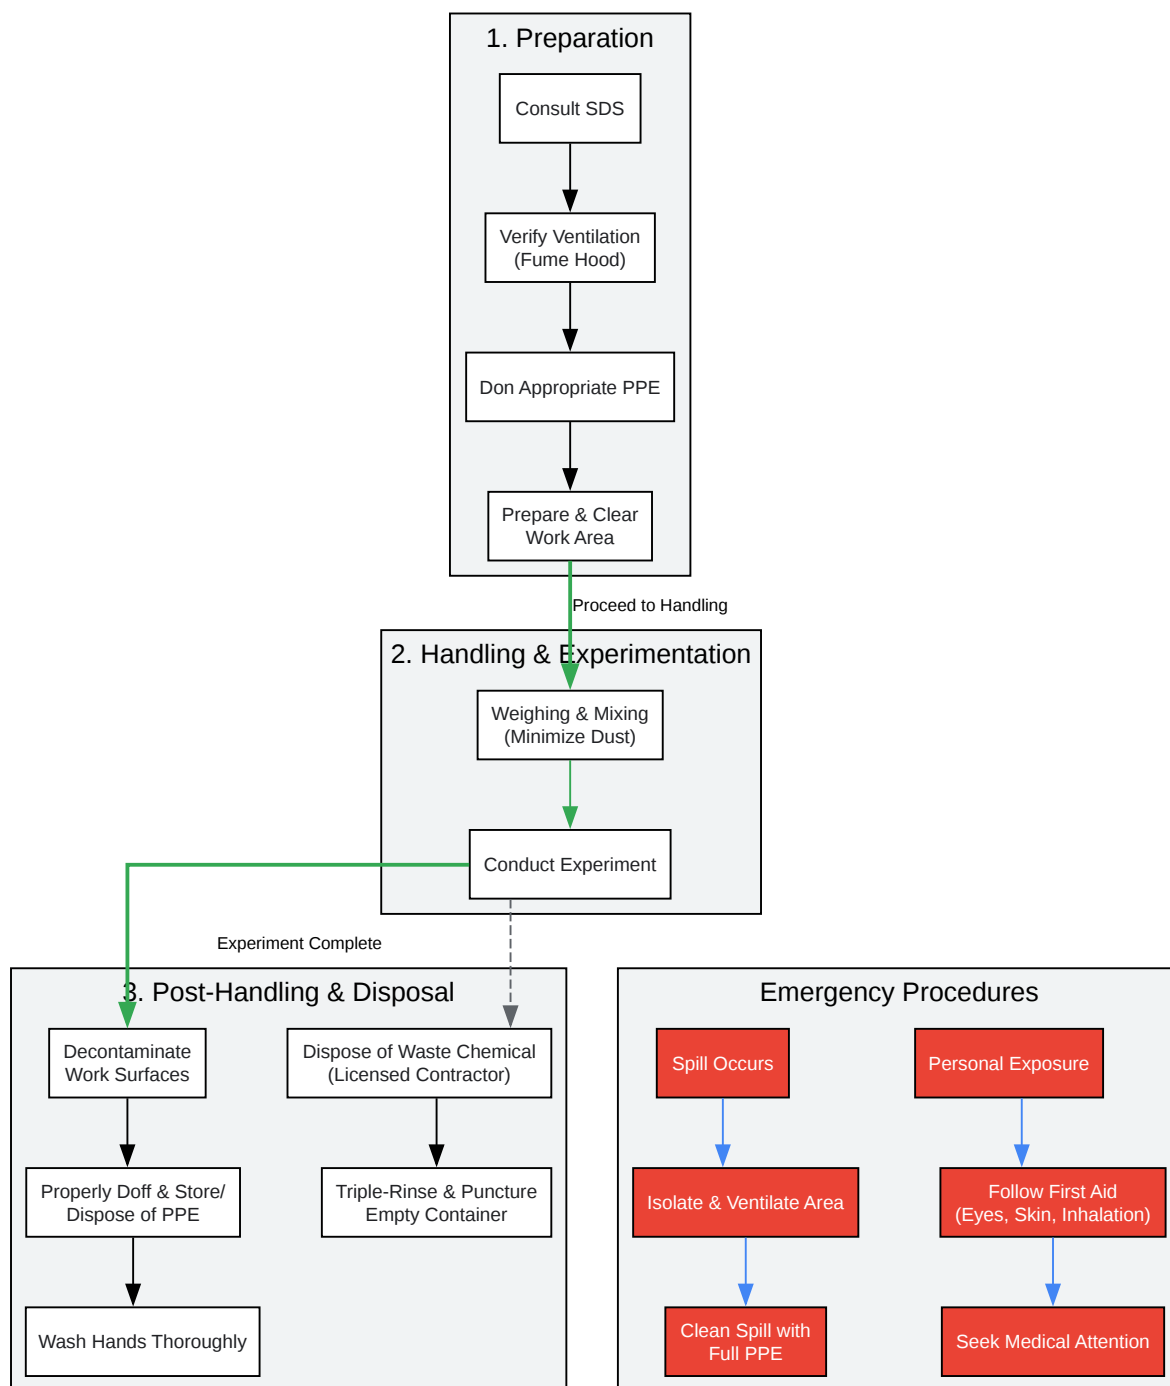 1. Preparation
Consult SDS
Verify Ventilation
(Fume Hood)
Don Appropriate PPE
Prepare & Clear
Work Area
Proceed to Handling
2. Handling & Experimentation
Weighing & Mixing
(Minimize Dust)
Conduct Experiment
Experiment Complete
3. Post-Handling & Disposal
Decontaminate
Work Surfaces
Dispose of Waste Chemical
(Licensed Contractor)
Properly Doff & Store/
Dispose of PPE
Triple-Rinse & Puncture
Empty Container
Wash Hands Thoroughly
Emergency Procedures
Spill Occurs
Personal Exposure
Isolate & Ventilate Area
Follow First Aid
(Eyes, Skin, Inhalation)
Clean Spill with
Full PPE
Seek Medical Attention